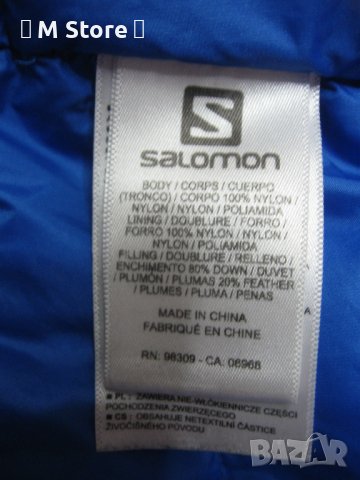 M Store
SALOMON
BODY / CORPS / CUERPO
(TRONCO) / CORPO 100% NYLON /
NYLON / NYLON / POLIAMIDA
LINING / DOUBLURE / FORRO /
FORRO 100% NYLON / NYLON /
NYLON / POLIAMIDA
FILLING / DOUBLURE / RELLENO /
ENCHIMENTO 80% DOWN / DUVET
/ PLUMÓN / PLUMAS 20% FEATHER
/ PLUMES / PLUMA / PENAS
MADE IN CHINA
FABRIQUÉ EN CHINE
RN: 98309 - CA. 08968
PL: ZAWIERA NIE-WŁÓKIENNICZE CZĘŚCI
POCHODZENIA ZWIERZĘCEGO
CS: OBSAHUJE NETEXTILNÍ ČÁSTICE
ŽIVOČIŠNÉHO PŮVODU
BAZAR.BG